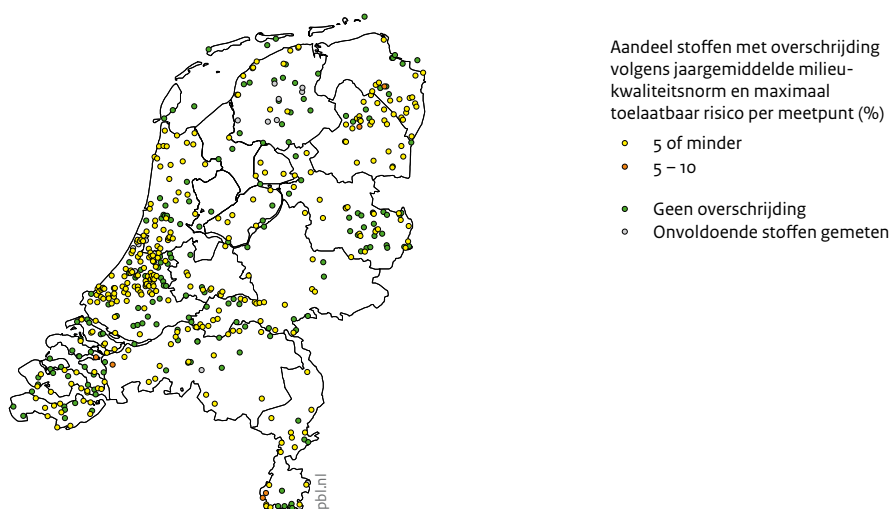 Aandeel stoffen met overschrijding
volgens jaargemiddelde milieu-
kwaliteitsnorm en maximaal
toelaatbaar risico per meetpunt (%)
5 of minder
5 – 10
Geen overschrijding
Onvoldoende stoffen gemeten
pbl.nl